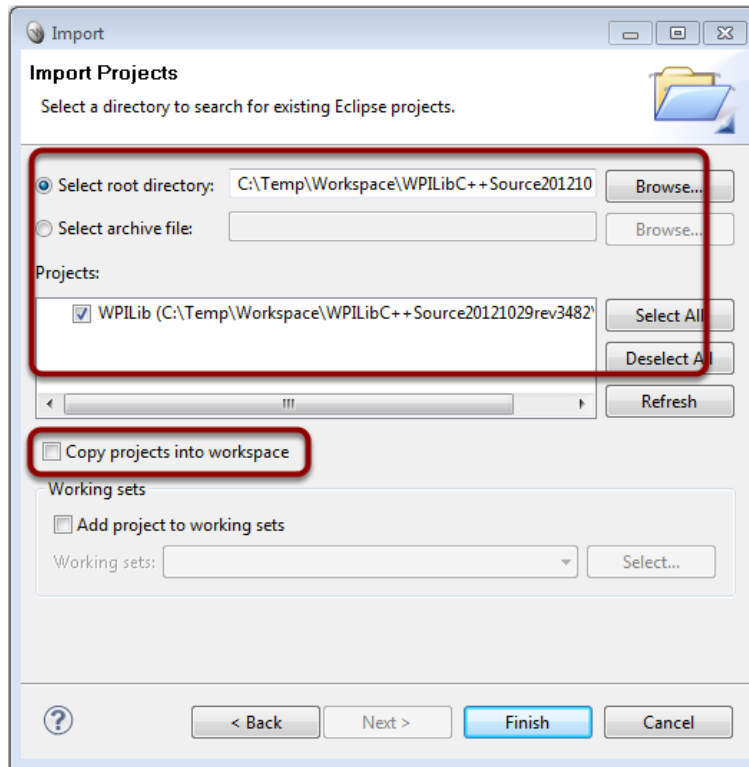 Import
Import Projects
Select a directory to search for existing Eclipse projects.
Select root directory: C:\Temp\Workspace\WPILibC++Source201210 Browse...
Select archive file: Browse...
Projects:
WPILib (C:\Temp\Workspace\WPILibC++Source20121029rev3482\ Select All
Deselect All
Refresh
Copy projects into workspace
Working sets
Add project to working sets
Working sets: Select...
< Back Next > Finish Cancel